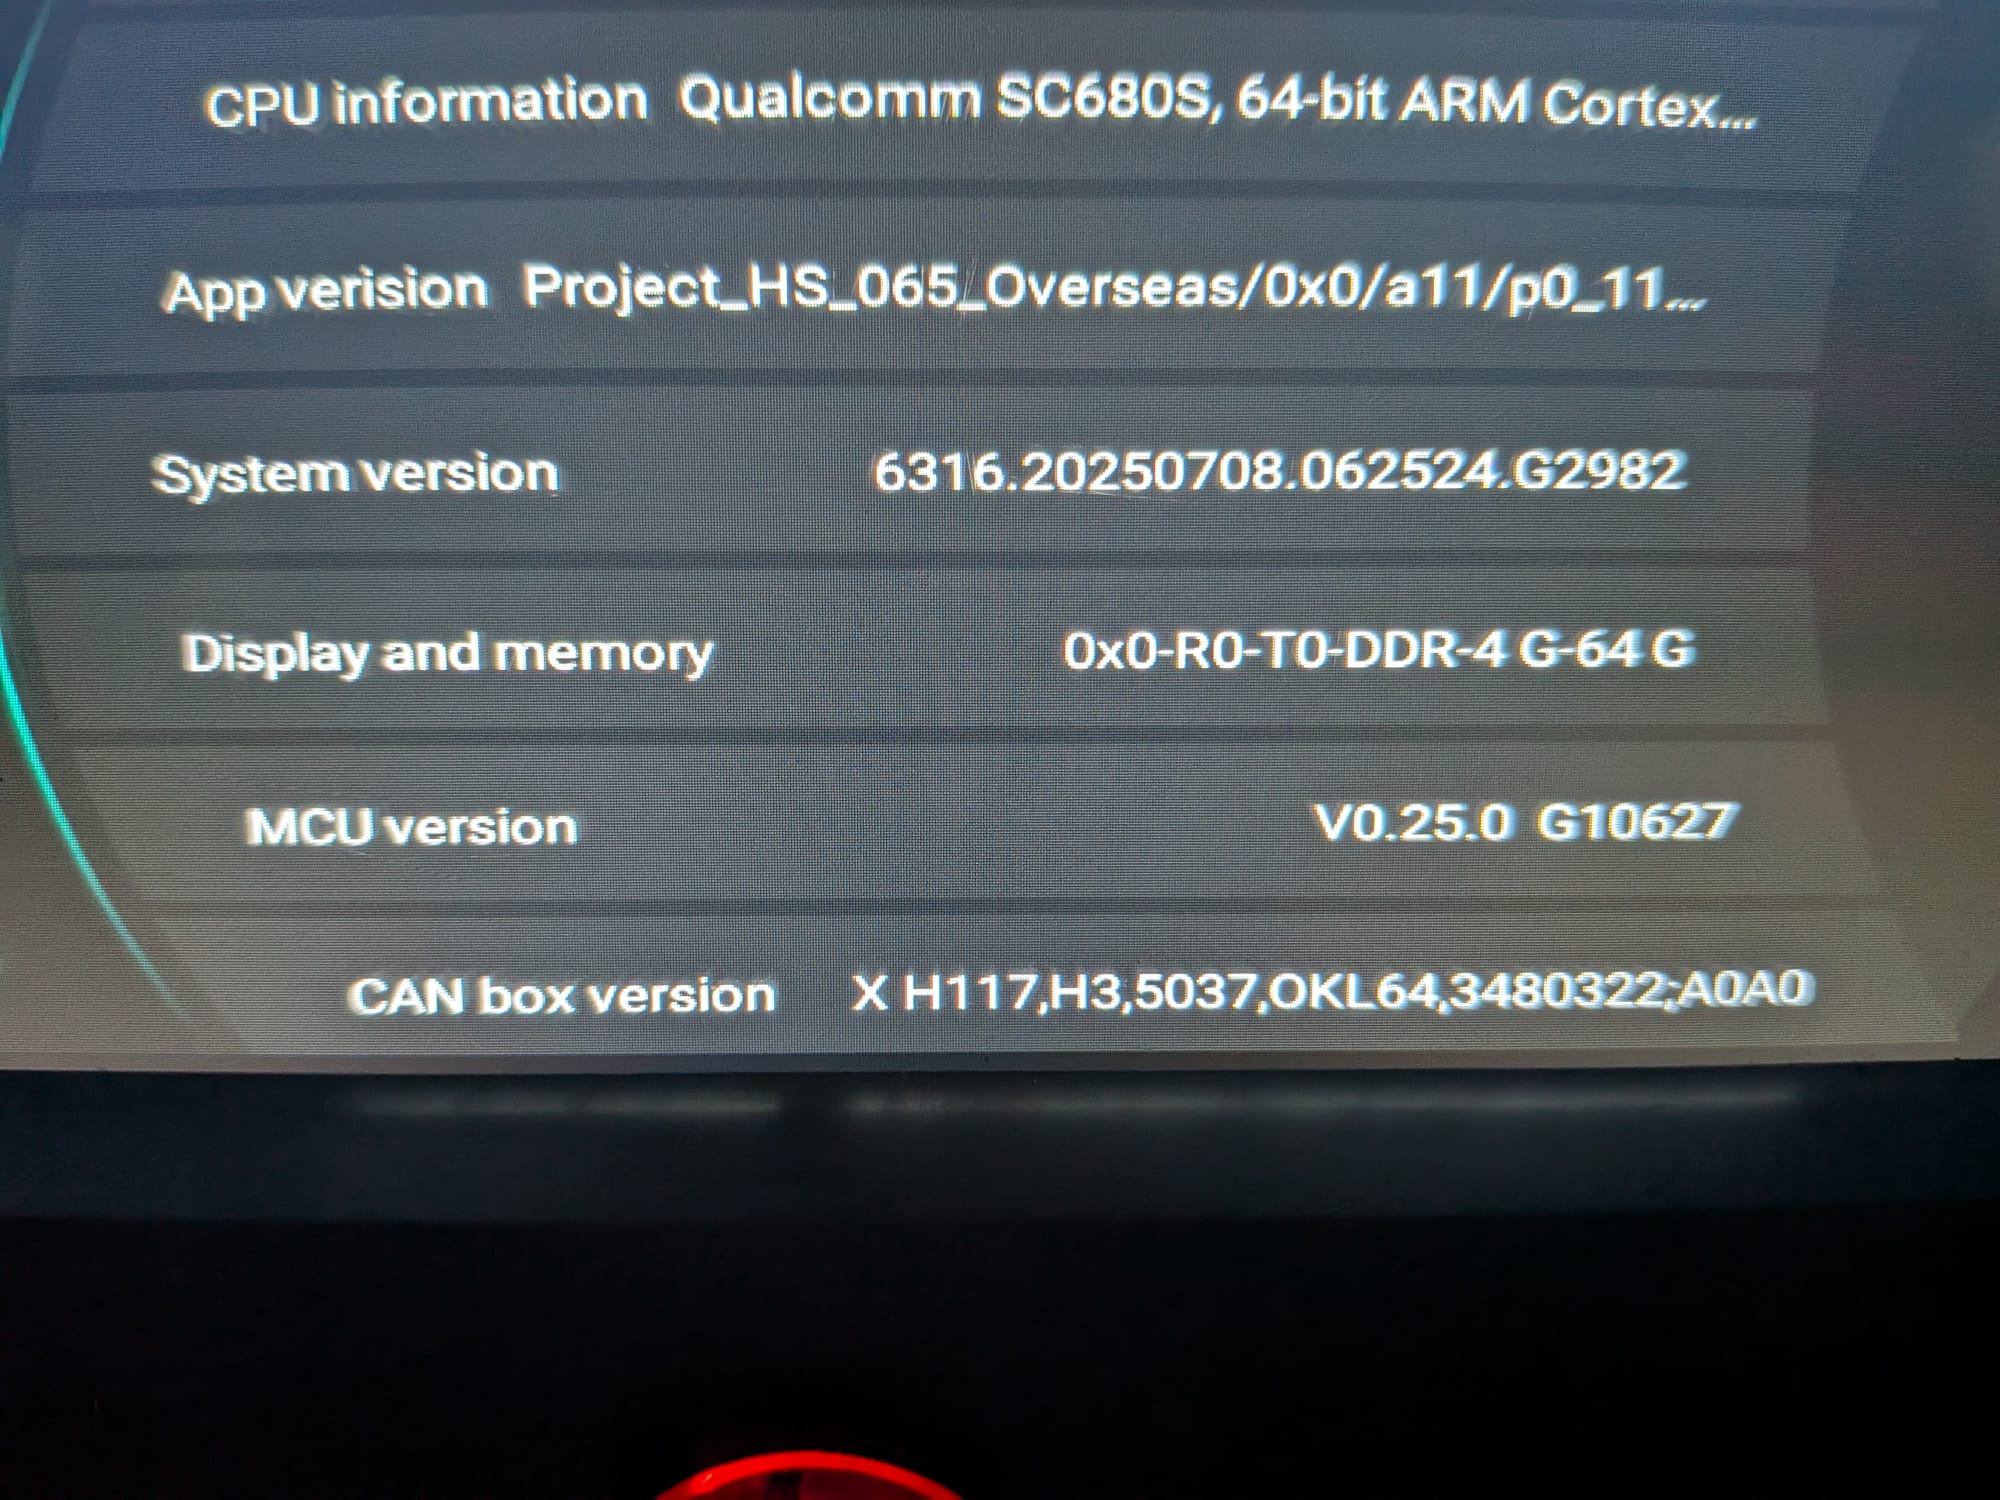 CPU information Qualcomm SC680S, 64-bit ARM Cortex...
App verision Project_HS_065_Overseas/0x0/a11/p0_11...
System version 6316.20250708.062524.G2982
Display and memory 0x0-R0-T0-DDR-4 G-64 G
MCU version V0.25.0 G10627
CAN box version X H117,H3,5037,OKL64,3480322;A0A0